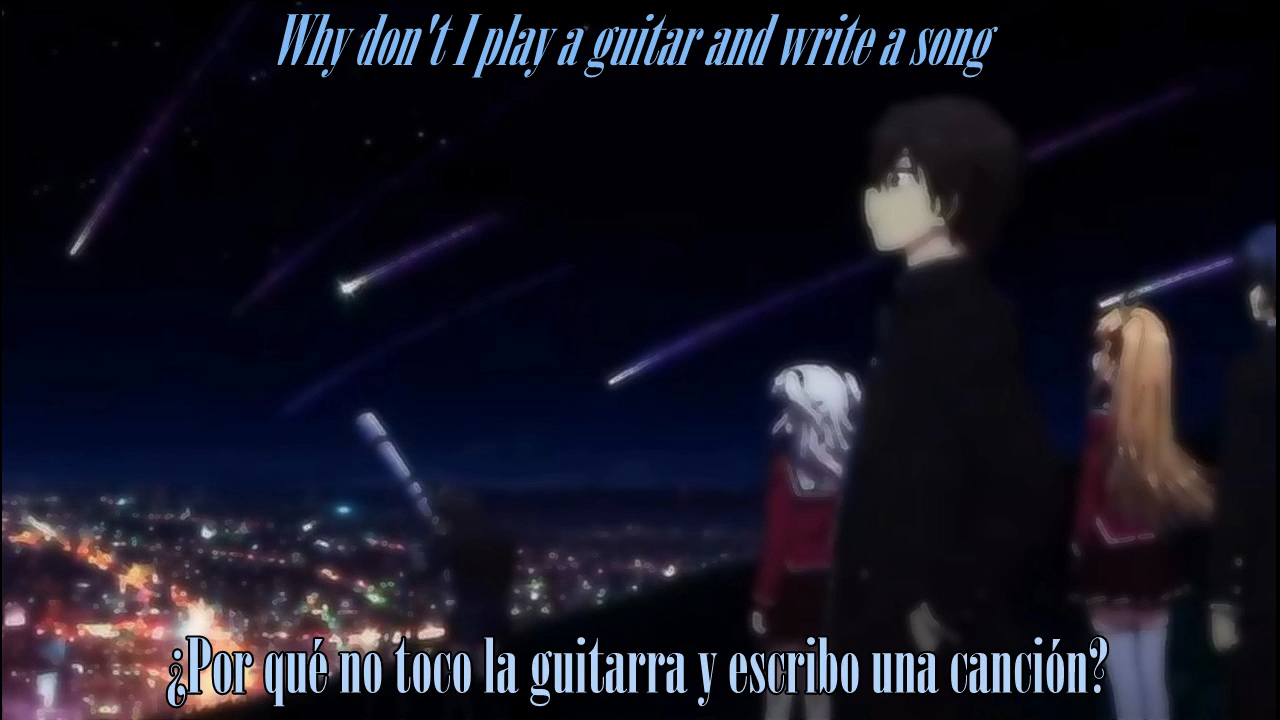 Why don't I play a guitar and write a song
¿Por qué no toco la guitarra y escribo una canción?